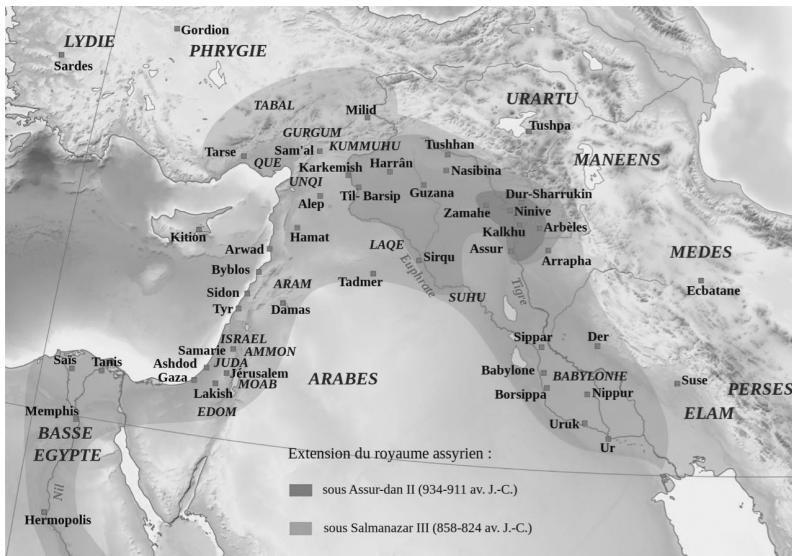 Gordion
LYDIE
PHRYGIE
Sardes
TABAL
Milid
URARTU
Tushpa
GURGUM
KUMMUHU
Tushhan
Tarse
Sam'al
QUE
MANEENS
Karkemish
Harrân
Nasibina
UNQI
Til- Barsip
Guzana
Dur-Sharrukin
Alep
Zamahe
Ninive
Kition
Hamat
Kalkhu
Arbèles
Arwad
LAQE
Sirqu
Assur
Arrapha
MEDES
Byblos
Euphrate
Ecbatane
Sidon
ARAM
Tadmer
Tigre
Tyr
Damas
SUHU
ISRAEL
Sippar
Der
Saïs
Tanis
Samarie
AMMON
Ashdod
JUDA
Gaza
Jérusalem
Babylone
BABYLONIE
Lakish
MOAB
ARABES
Suse
PERSES
Borsippa
Nippur
Memphis
EDOM
ELAM
BASSE
EGYPTE
Uruk
Ur
Extension du royaume assyrien :
Nil
sous Assur-dan II (934-911 av. J.-C.)
Hermopolis
sous Salmanazar III (858-824 av. J.-C.)